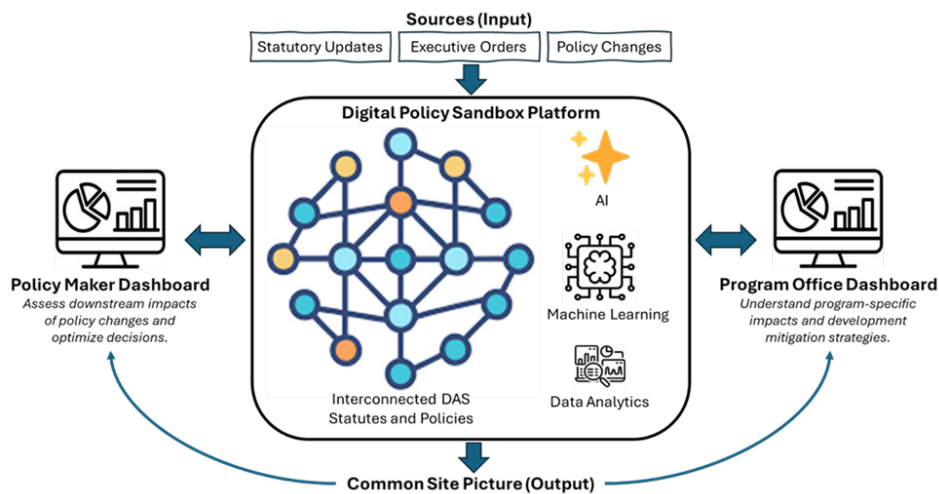 Sources (Input)
Statutory Updates
Executive Orders
Policy Changes
Digital Policy Sandbox Platform
AI
Machine Learning
Data Analytics
Interconnected DAS
Statutes and Policies
Policy Maker Dashboard
Assess downstream impacts
of policy changes and
optimize decisions.
Program Office Dashboard
Understand program-specific
impacts and development
mitigation strategies.
Common Site Picture (Output)